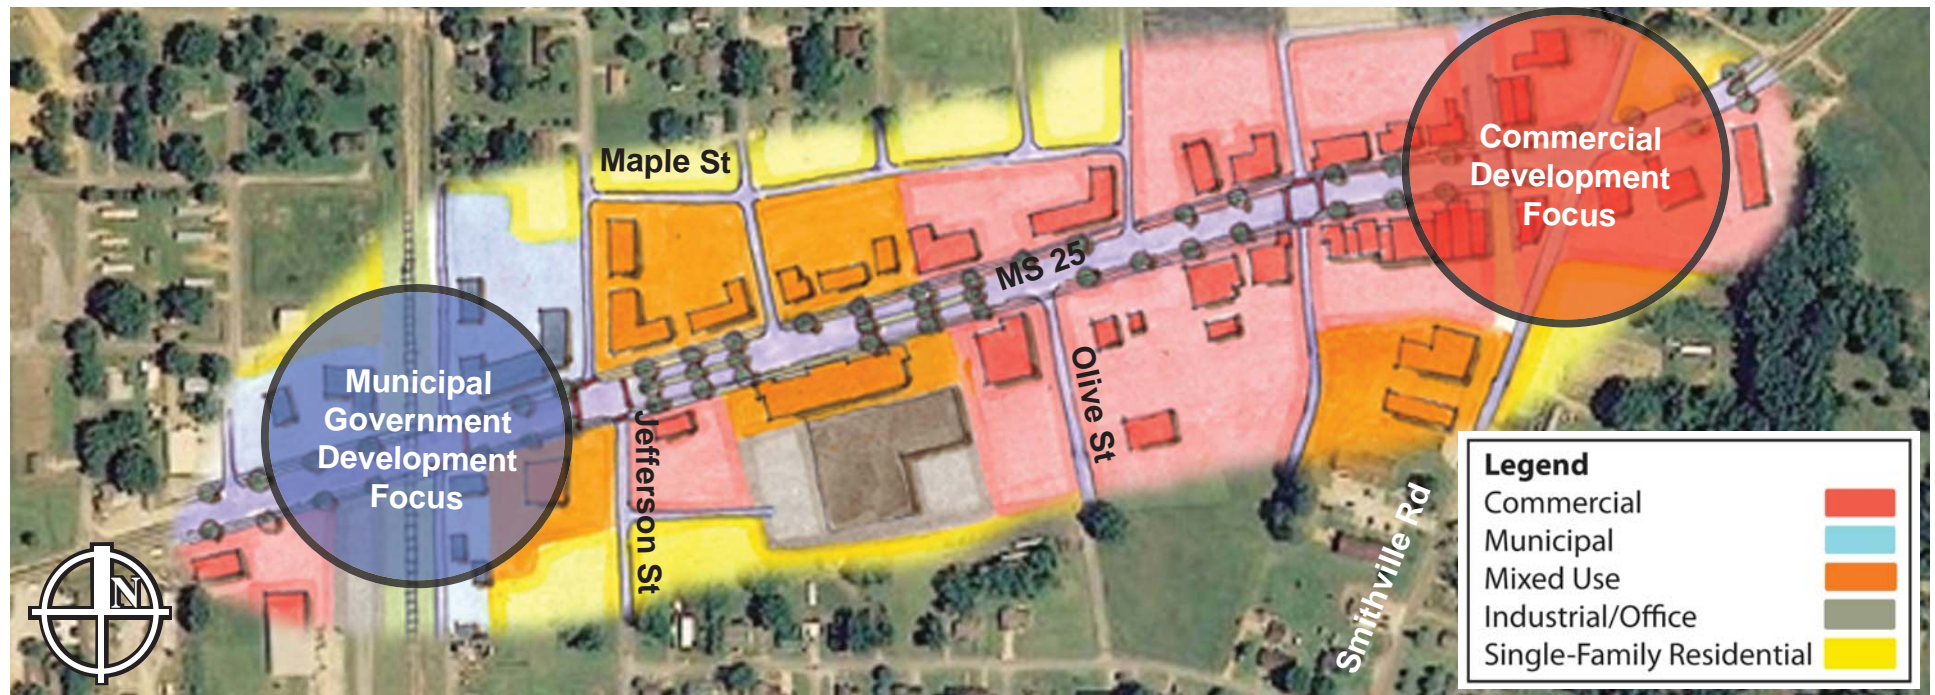 Maple St
MS 25
Commercial
Development
Focus
Municipal
Government
Development
Focus
Jefferson St
Olive St
Smithville Rd
N
Legend
Commercial
Municipal
Mixed Use
Industrial/Office
Single-Family Residential